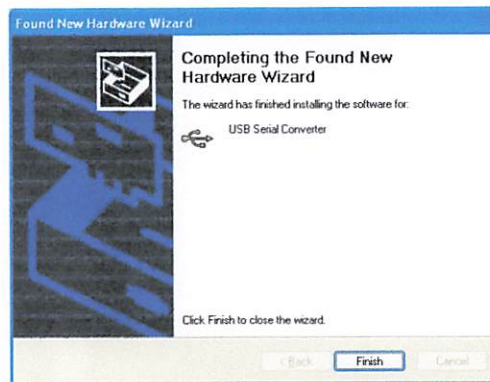 Found New Hardware Wizard
Completing the Found New
Hardware Wizard
The wizard has finished installing the software for:
USB Serial Converter
Click Finish to close the wizard.
< Back Finish Cancel